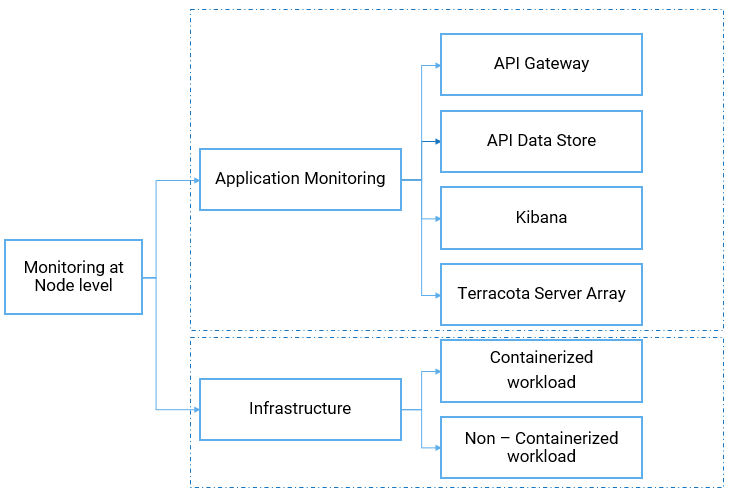 API Gateway
API Data Store
Application Monitoring
Kibana
Monitoring at
Node level
Terracota Server Array
Containerized
workload
Infrastructure
Non – Containerized
workload